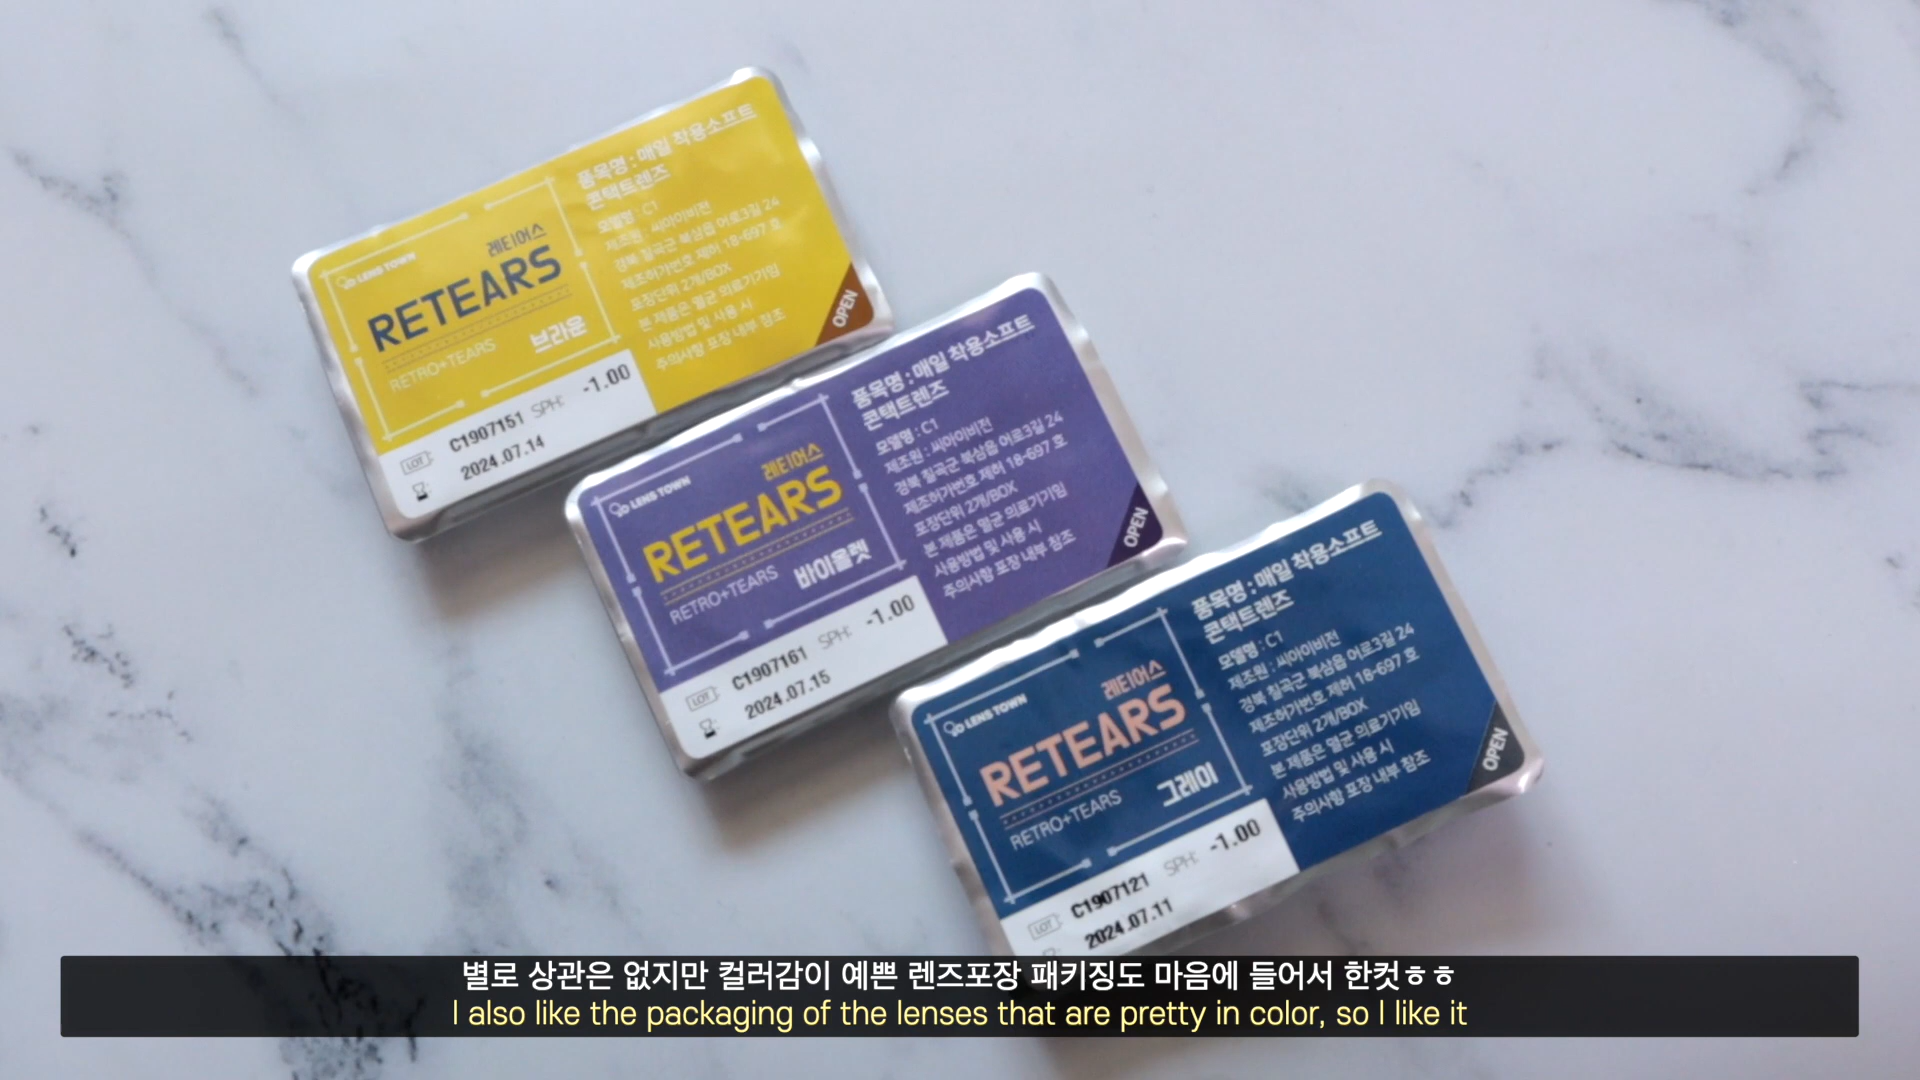 LENS TOWN
레티어스
RETEARS
RETRO+TEARS
브라운
LOT C1907151 SPH: -1.00
2024.07.14
품목명 : 매일 착용소프트
콘택트렌즈
모델명 : C1
제조원 : 씨아이비전
경북 칠곡군 북삼읍 어로3길 24
제조허가번호 제허 18-697 호
포장단위 2개/BOX
본 제품은 멸균 의료기기임
사용방법 및 사용 시
주의사항 포장 내부 참조
OPEN
LENS TOWN
레티어스
RETEARS
RETRO+TEARS
바이올렛
LOT C1907161 SPH: -1.00
2024.07.15
품목명 : 매일 착용소프트
콘택트렌즈
모델명 : C1
제조원 : 씨아이비전
경북 칠곡군 북삼읍 어로3길 24
제조허가번호 제허 18-697 호
포장단위 2개/BOX
본 제품은 멸균 의료기기임
사용방법 및 사용 시
주의사항 포장 내부 참조
OPEN
LENS TOWN
레티어스
RETEARS
RETRO+TEARS
그레이
LOT C1907121 SPH: -1.00
2024.07.11
품목명 : 매일 착용소프트
콘택트렌즈
모델명 : C1
제조원 : 씨아이비전
경북 칠곡군 북삼읍 어로3길 24
제조허가번호 제허 18-697 호
포장단위 2개/BOX
본 제품은 멸균 의료기기임
사용방법 및 사용 시
주의사항 포장 내부 참조
OPEN
별로 상관은 없지만 컬러감이 예쁜 렌즈포장 패키징도 마음에 들어서 한컷ㅎㅎ
I also like the packaging of the lenses that are pretty in color, so I like it